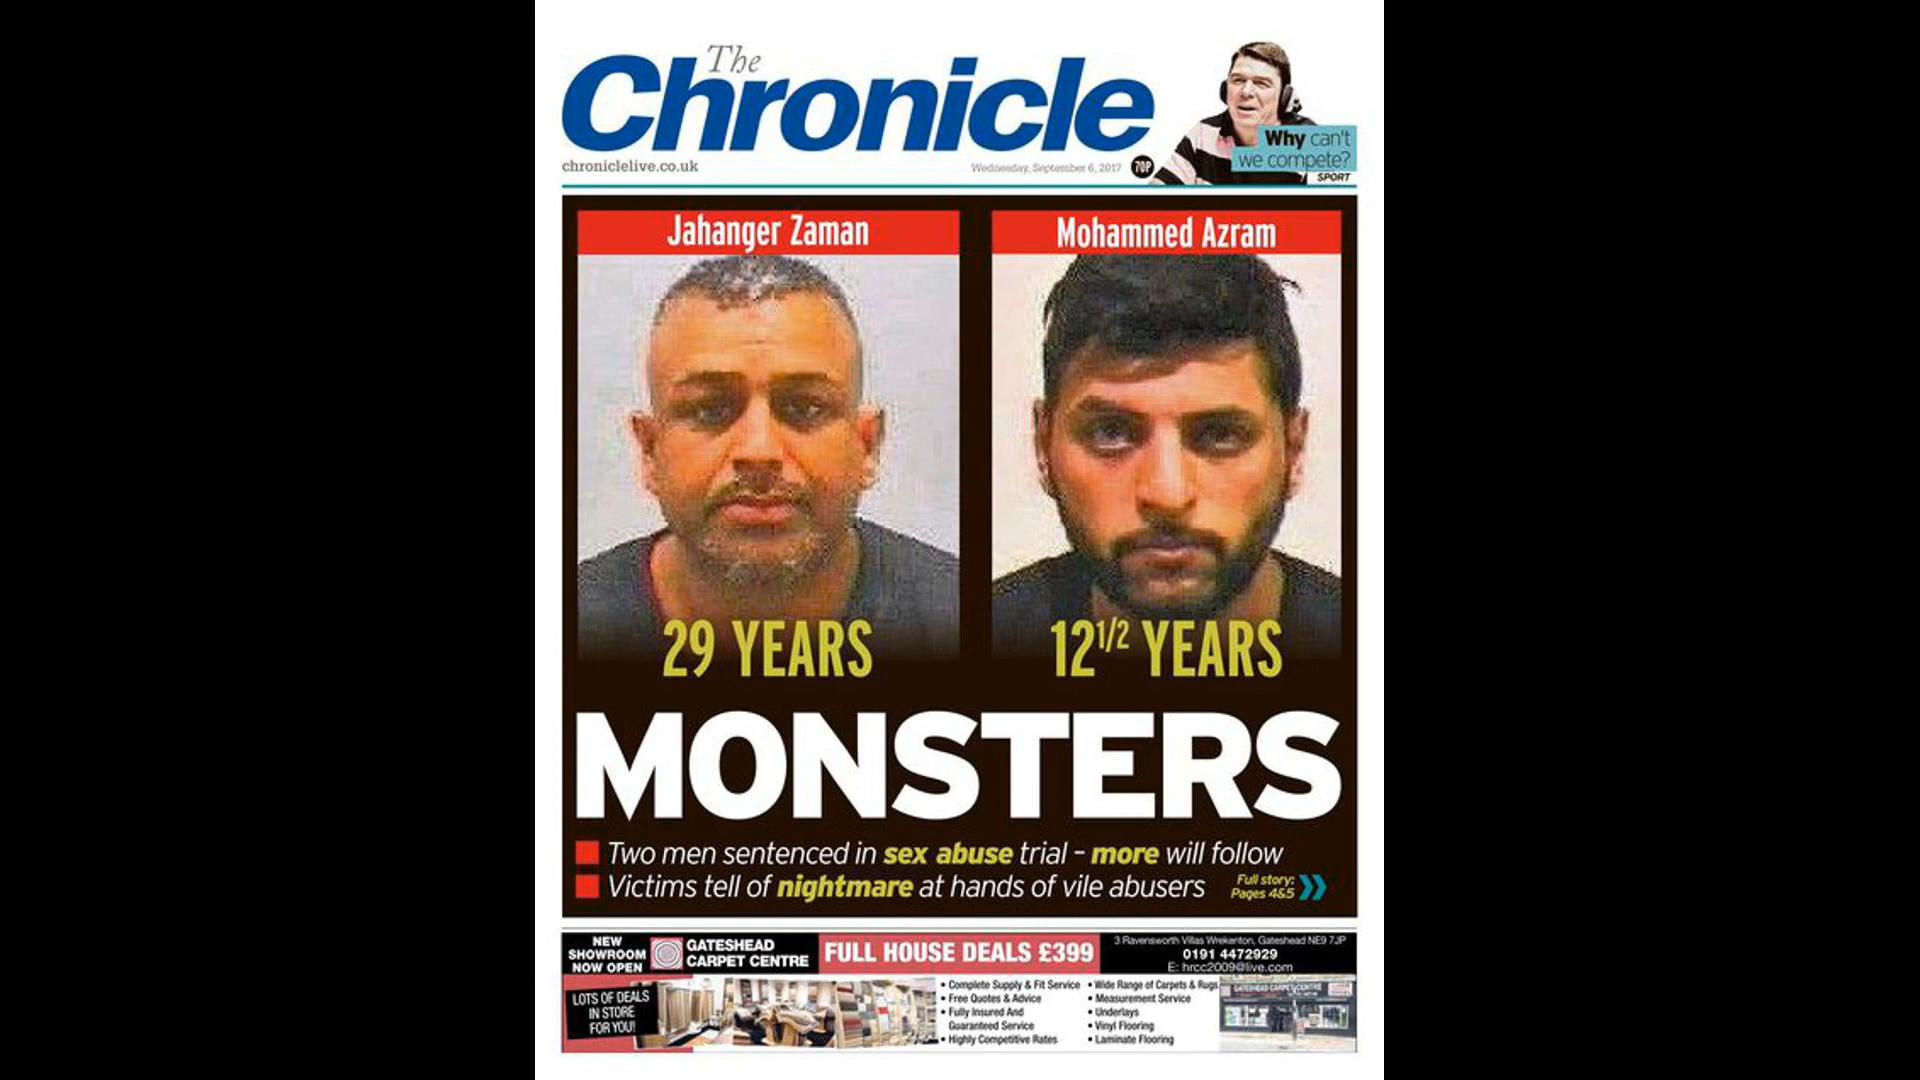 The
Chronicle
chroniclelive.co.uk
Wednesday, September 6, 2017
70P
Why can't
we compete?
SPORT
Jahanger Zaman
Mohammed Azram
29 YEARS
12 1/2 YEARS
MONSTERS
Two men sentenced in sex abuse trial – more will follow
Victims tell of nightmare at hands of vile abusers
Full story:
Pages 4&5
NEW
SHOWROOM
NOW OPEN
GATESHEAD
CARPET CENTRE
FULL HOUSE DEALS £399
3 Ravensworth Villas Wrekenton, Gateshead NE9 7JP
0191 4472929
E: hrcc2009@live.com
LOTS OF DEALS
IN STORE
FOR YOU!
• Complete Supply & Fit Service
• Free Quotes & Advice
• Fully Insured And
Guaranteed Service
• Highly Competitive Rates
• Wide Range of Carpets & Rugs
• Measurement Service
• Underlays
• Vinyl Flooring
• Laminate Flooring
GATESHEAD CARPET CENTRE